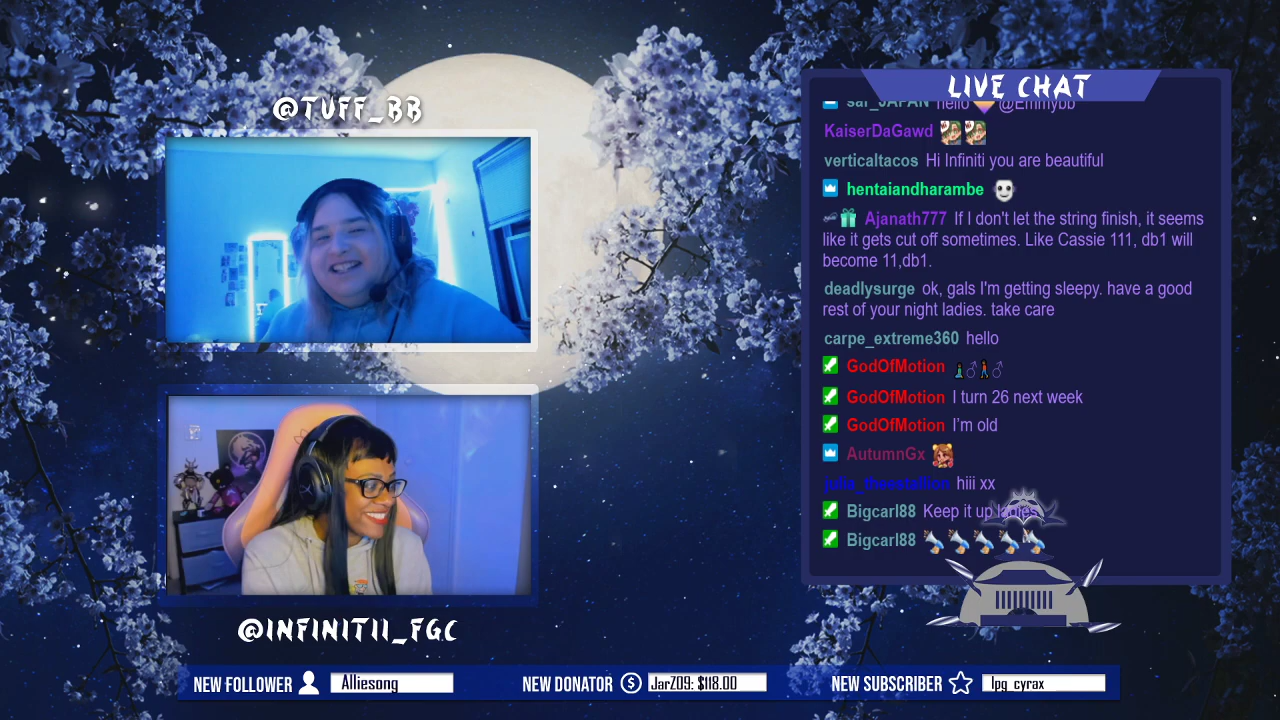 @TUFF_BB
@INFINITII_FGC
LIVE CHAT
sar_JAPAN hello @Emmybb
KaiserDaGawd
verticaltacos Hi Infiniti you are beautiful
hentaiandharambe
Ajanath777 If I don't let the string finish, it seems
like it gets cut off sometimes. Like Cassie 111, db1 will
become 11,db1.
deadlysurge ok, gals I'm getting sleepy. have a good
rest of your night ladies. take care
carpe_extreme360 hello
GodOfMotion
GodOfMotion I turn 26 next week
GodOfMotion I'm old
AutumnGx
julia_theestallion hiii xx
Bigcarl88 Keep it up ladies
Bigcarl88
NEW FOLLOWER Alliesong
NEW DONATOR JarZ09: $118.00
NEW SUBSCRIBER lpg_cyrax